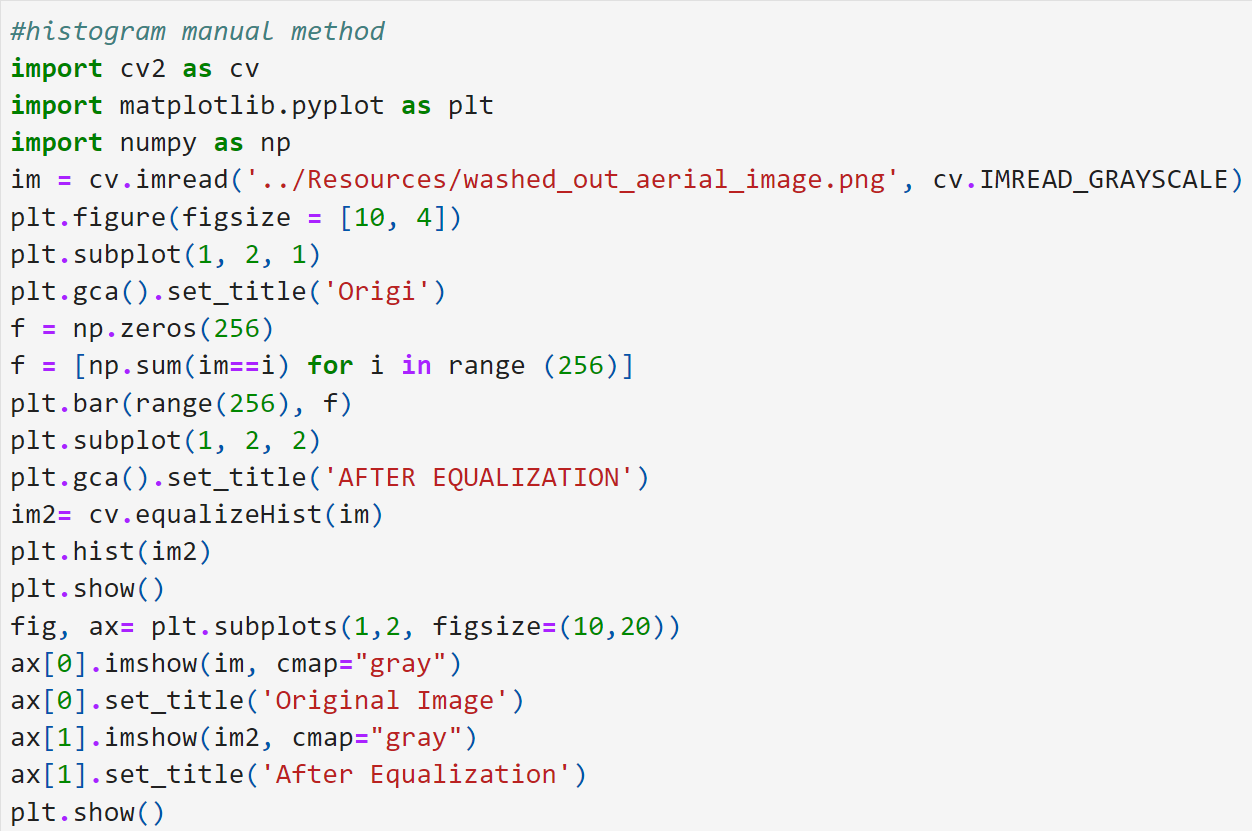 #histogram manual method
import cv2 as cv
import matplotlib.pyplot as plt
import numpy as np
im = cv.imread('../Resources/washed_out_aerial_image.png', cv.IMREAD_GRAYSCALE)
plt.figure(figsize = [10, 4])
plt.subplot(1, 2, 1)
plt.gca().set_title('Origi')
f = np.zeros(256)
f = [np.sum(im==i) for i in range (256)]
plt.bar(range(256), f)
plt.subplot(1, 2, 2)
plt.gca().set_title('AFTER EQUALIZATION')
im2= cv.equalizeHist(im)
plt.hist(im2)
plt.show()
fig, ax= plt.subplots(1,2, figsize=(10,20))
ax[0].imshow(im, cmap="gray")
ax[0].set_title('Original Image')
ax[1].imshow(im2, cmap="gray")
ax[1].set_title('After Equalization')
plt.show()